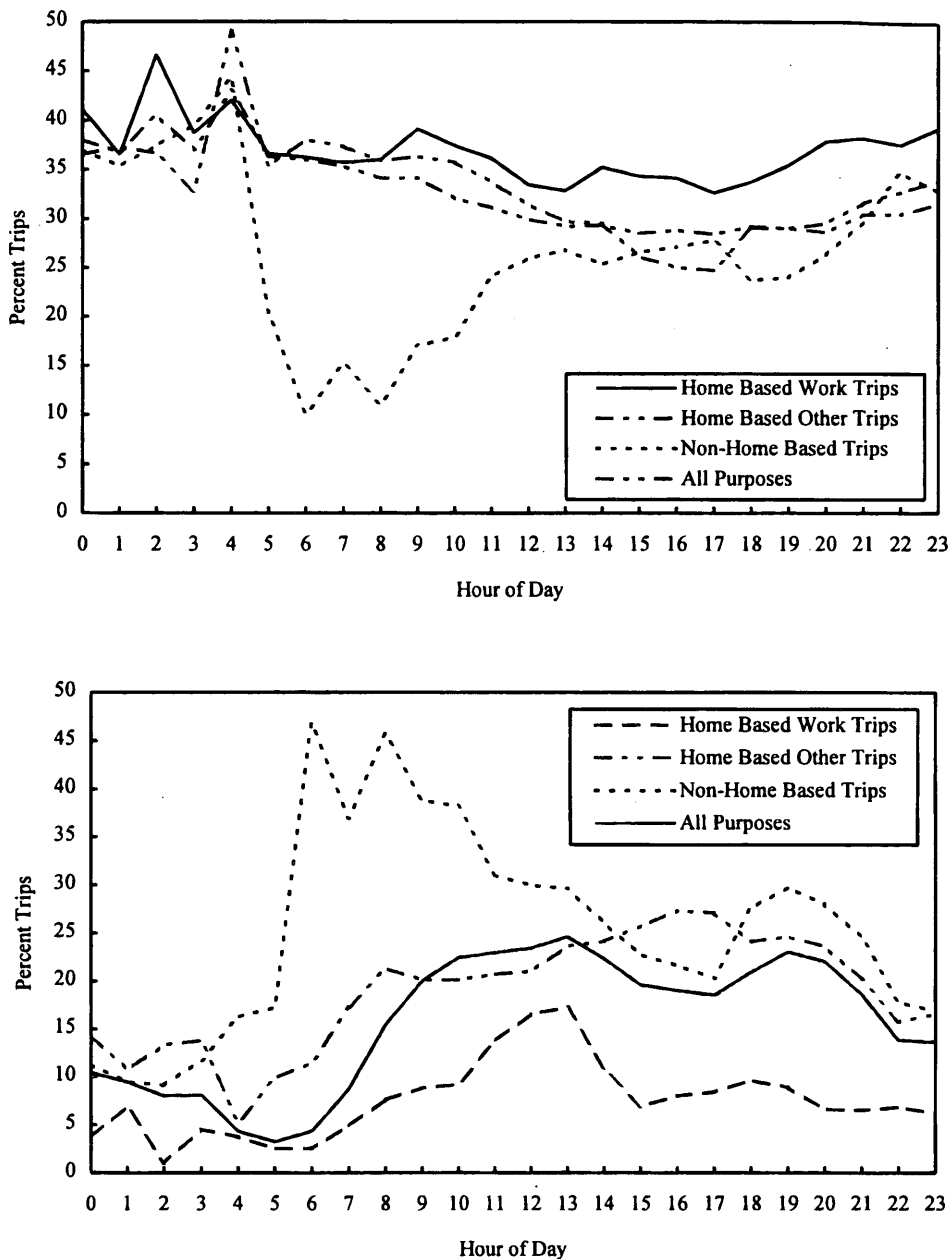 50
45
40
35
30
25
20
15
10
5
0
Percent Trips
Home Based Work Trips
Home Based Other Trips
Non-Home Based Trips
All Purposes
0 1 2 3 4 5 6 7 8 9 10 11 12 13 14 15 16 17 18 19 20 21 22 23
Hour of Day
50
45
40
35
30
25
20
15
10
5
0
Percent Trips
Home Based Work Trips
Home Based Other Trips
Non-Home Based Trips
All Purposes
0 1 2 3 4 5 6 7 8 9 10 11 12 13 14 15 16 17 18 19 20 21 22 23
Hour of Day